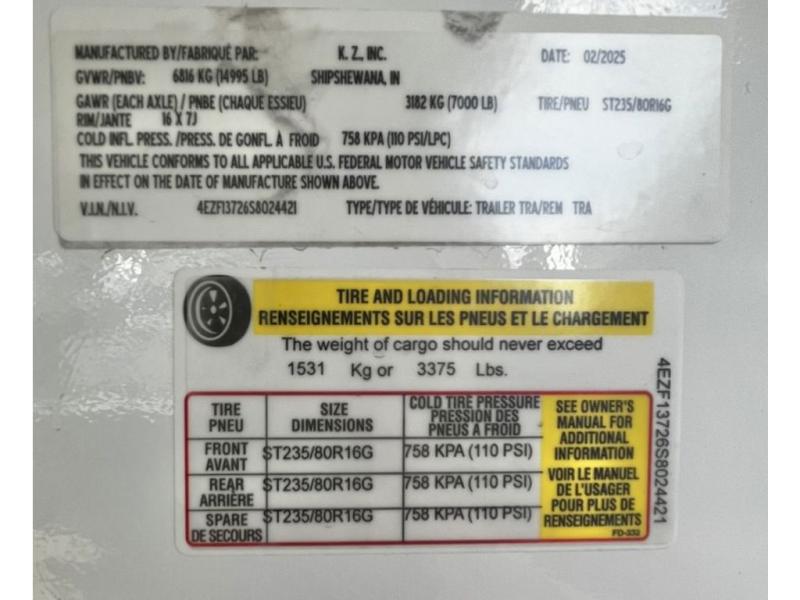 MANUFACTURED BY/FABRIQUÉ PAR: K. Z., INC. DATE: 02/2025
GVWR/PNBV: 6816 KG (14995 LB) SHIPSHEWANA, IN
GAWR (EACH AXLE) / PNBE (CHAQUE ESSIEU) 3182 KG (7000 LB) TIRE/PNEU ST235/80R16G
RIM/JANTE 16 X 7J
COLD INFL. PRESS. /PRESS. DE GONFL. À FROID 758 KPA (110 PSI/LPC)
THIS VEHICLE CONFORMS TO ALL APPLICABLE U.S. FEDERAL MOTOR VEHICLE SAFETY STANDARDS
IN EFFECT ON THE DATE OF MANUFACTURE SHOWN ABOVE.
V.I.N./N.I.V. 4EZF13726S8024421 TYPE/TYPE DE VÉHICULE: TRAILER TRA/REM TRA
TIRE AND LOADING INFORMATION
RENSEIGNEMENTS SUR LES PNEUS ET LE CHARGEMENT
The weight of cargo should never exceed
1531 Kg or 3375 Lbs.
TIRE
PNEU
SIZE
DIMENSIONS
COLD TIRE PRESSURE
PRESSION DES
PNEUS A FROID
FRONT
AVANT
ST235/80R16G
758 KPA (110 PSI)
REAR
ARRIÈRE
ST235/80R16G
758 KPA (110 PSI)
SPARE
DE SECOURS
ST235/80R16G
758 KPA (110 PSI)
SEE OWNER'S
MANUAL FOR
ADDITIONAL
INFORMATION
VOIR LE MANUEL
DE L'USAGER
POUR PLUS DE
RENSEIGNEMENTS
FD-332
4EZF13726S8024421